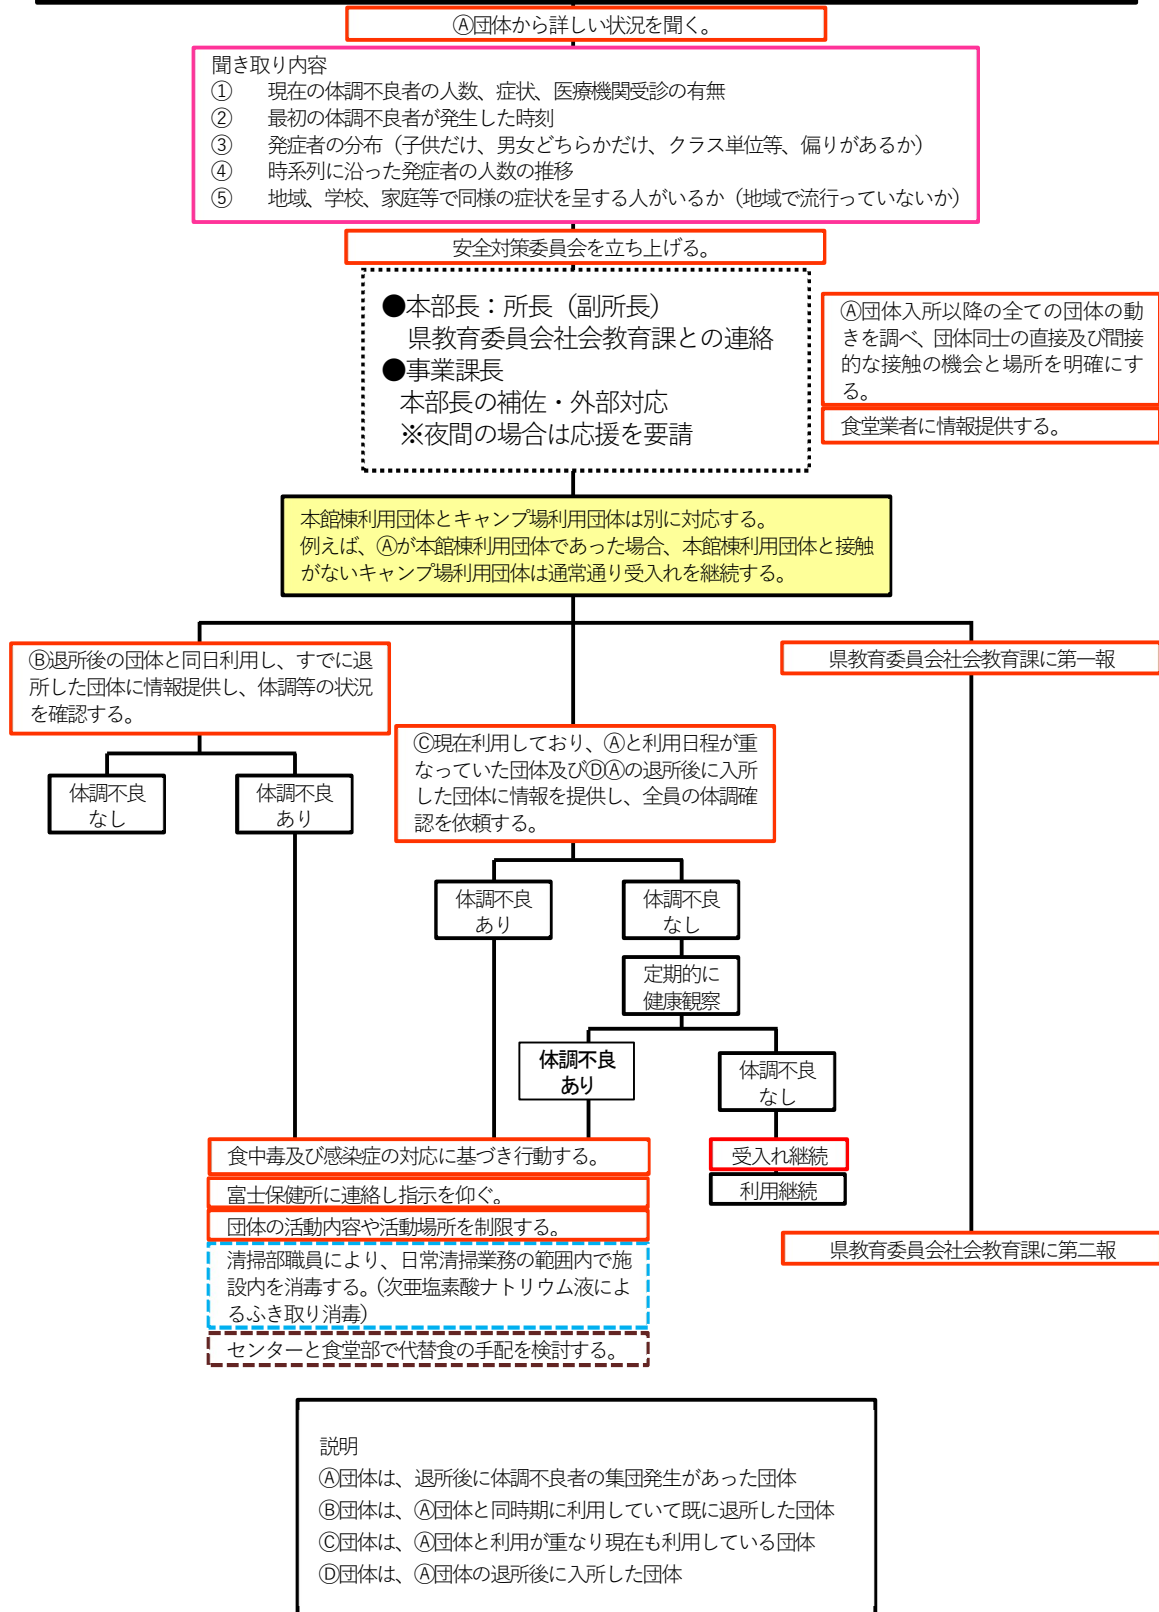 Ⓐ団体から詳しい状況を聞く。
聞き取り内容
① 現在の体調不良者の人数、症状、医療機関受診の有無
② 最初の体調不良者が発生した時刻
③ 発症者の分布（子供だけ、男女どちらかだけ、クラス単位等、偏りがあるか）
④ 時系列に沿った発症者の人数の推移
⑤ 地域、学校、家庭等で同様の症状を呈する人がいるか（地域で流行っていないか）
安全対策委員会を立ち上げる。
●本部長：所長（副所長）
県教育委員会社会教育課との連絡
●事業課長
本部長の補佐・外部対応
※夜間の場合は応援を要請
Ⓐ団体入所以降の全ての団体の動
きを調べ、団体同士の直接及び間接
的な接触の機会と場所を明確にす
る。
食堂業者に情報提供する。
本館棟利用団体とキャンプ場利用団体は別に対応する。
例えば、Ⓐが本館棟利用団体であった場合、本館棟利用団体と接触
がないキャンプ場利用団体は通常通り受入れを継続する。
Ⓑ退所後の団体と同日利用し、すでに退
所した団体に情報提供し、体調等の状況
を確認する。
県教育委員会社会教育課に第一報
Ⓒ現在利用しており、Ⓐと利用日程が重
なっていた団体及びⒹⒶの退所後に入所
した団体に情報を提供し、全員の体調確
認を依頼する。
体調不良
なし
体調不良
あり
体調不良
あり
体調不良
なし
定期的に
健康観察
体調不良
あり
体調不良
なし
食中毒及び感染症の対応に基づき行動する。
受入れ継続
富士保健所に連絡し指示を仰ぐ。
利用継続
団体の活動内容や活動場所を制限する。
清掃部職員により、日常清掃業務の範囲内で施
設内を消毒する。（次亜塩素酸ナトリウム液によ
るふき取り消毒）
県教育委員会社会教育課に第二報
センターと食堂部で代替食の手配を検討する。
説明
Ⓐ団体は、退所後に体調不良者の集団発生があった団体
Ⓑ団体は、Ⓐ団体と同時期に利用していて既に退所した団体
Ⓒ団体は、Ⓐ団体と利用が重なり現在も利用している団体
Ⓓ団体は、Ⓐ団体の退所後に入所した団体